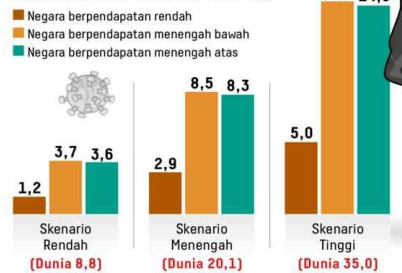 Negara berpendapatan rendah
Negara berpendapatan menengah bawah
Negara berpendapatan menengah atas
1,2
3,7
3,6
2,9
8,5
8,3
5,0
Skenario
Rendah
(Dunia 8,8)
Skenario
Menengah
(Dunia 20,1)
Skenario
Tinggi
(Dunia 35,0)